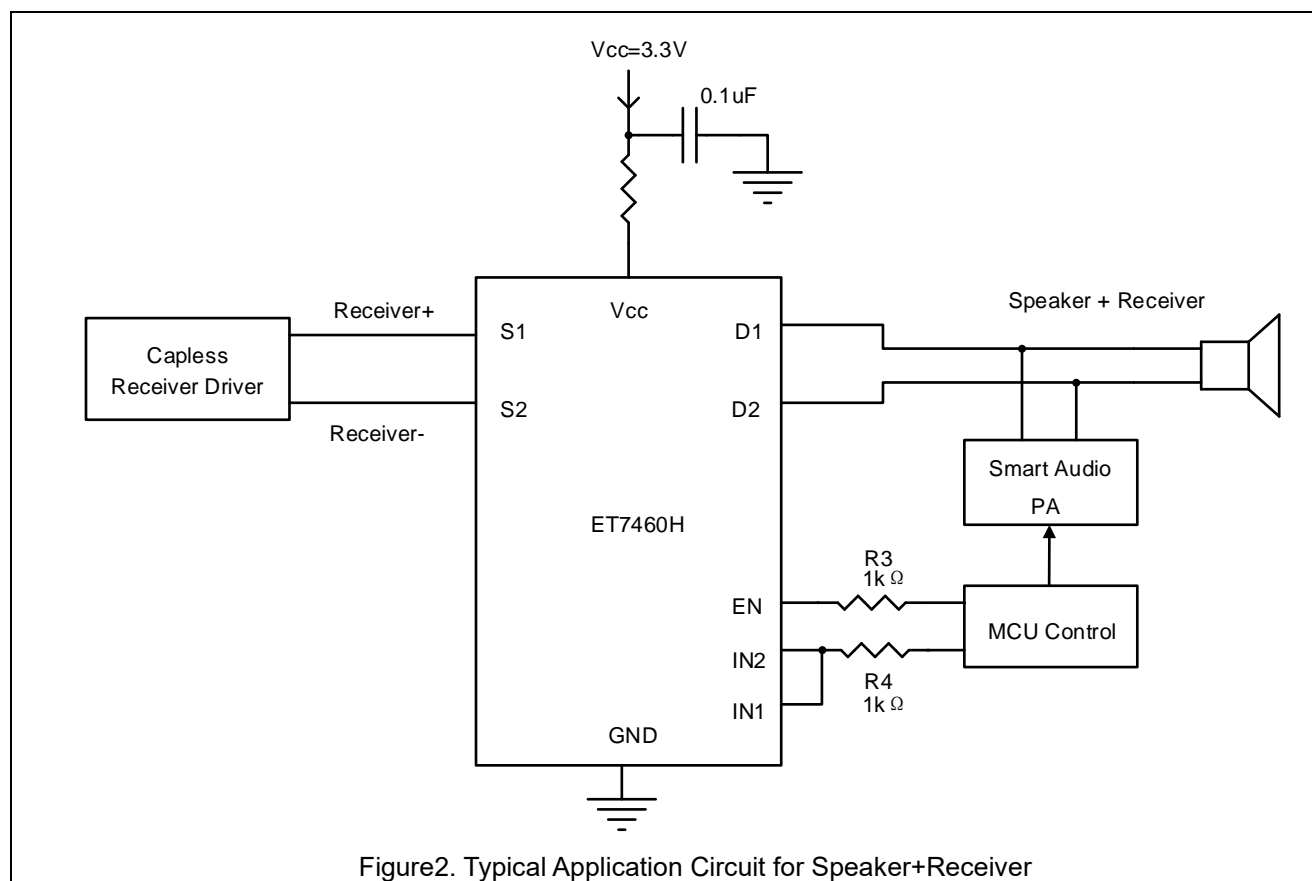 Vcc=3.3V
0.1uF
Receiver+
Vcc
Speaker + Receiver
S1
D1
Capless
Receiver Driver
S2
D2
Receiver-
Smart Audio
PA
ET7460H
R3
1kΩ
EN
MCU Control
IN2
R4
1kΩ
IN1
GND
Figure2. Typical Application Circuit for Speaker+Receiver